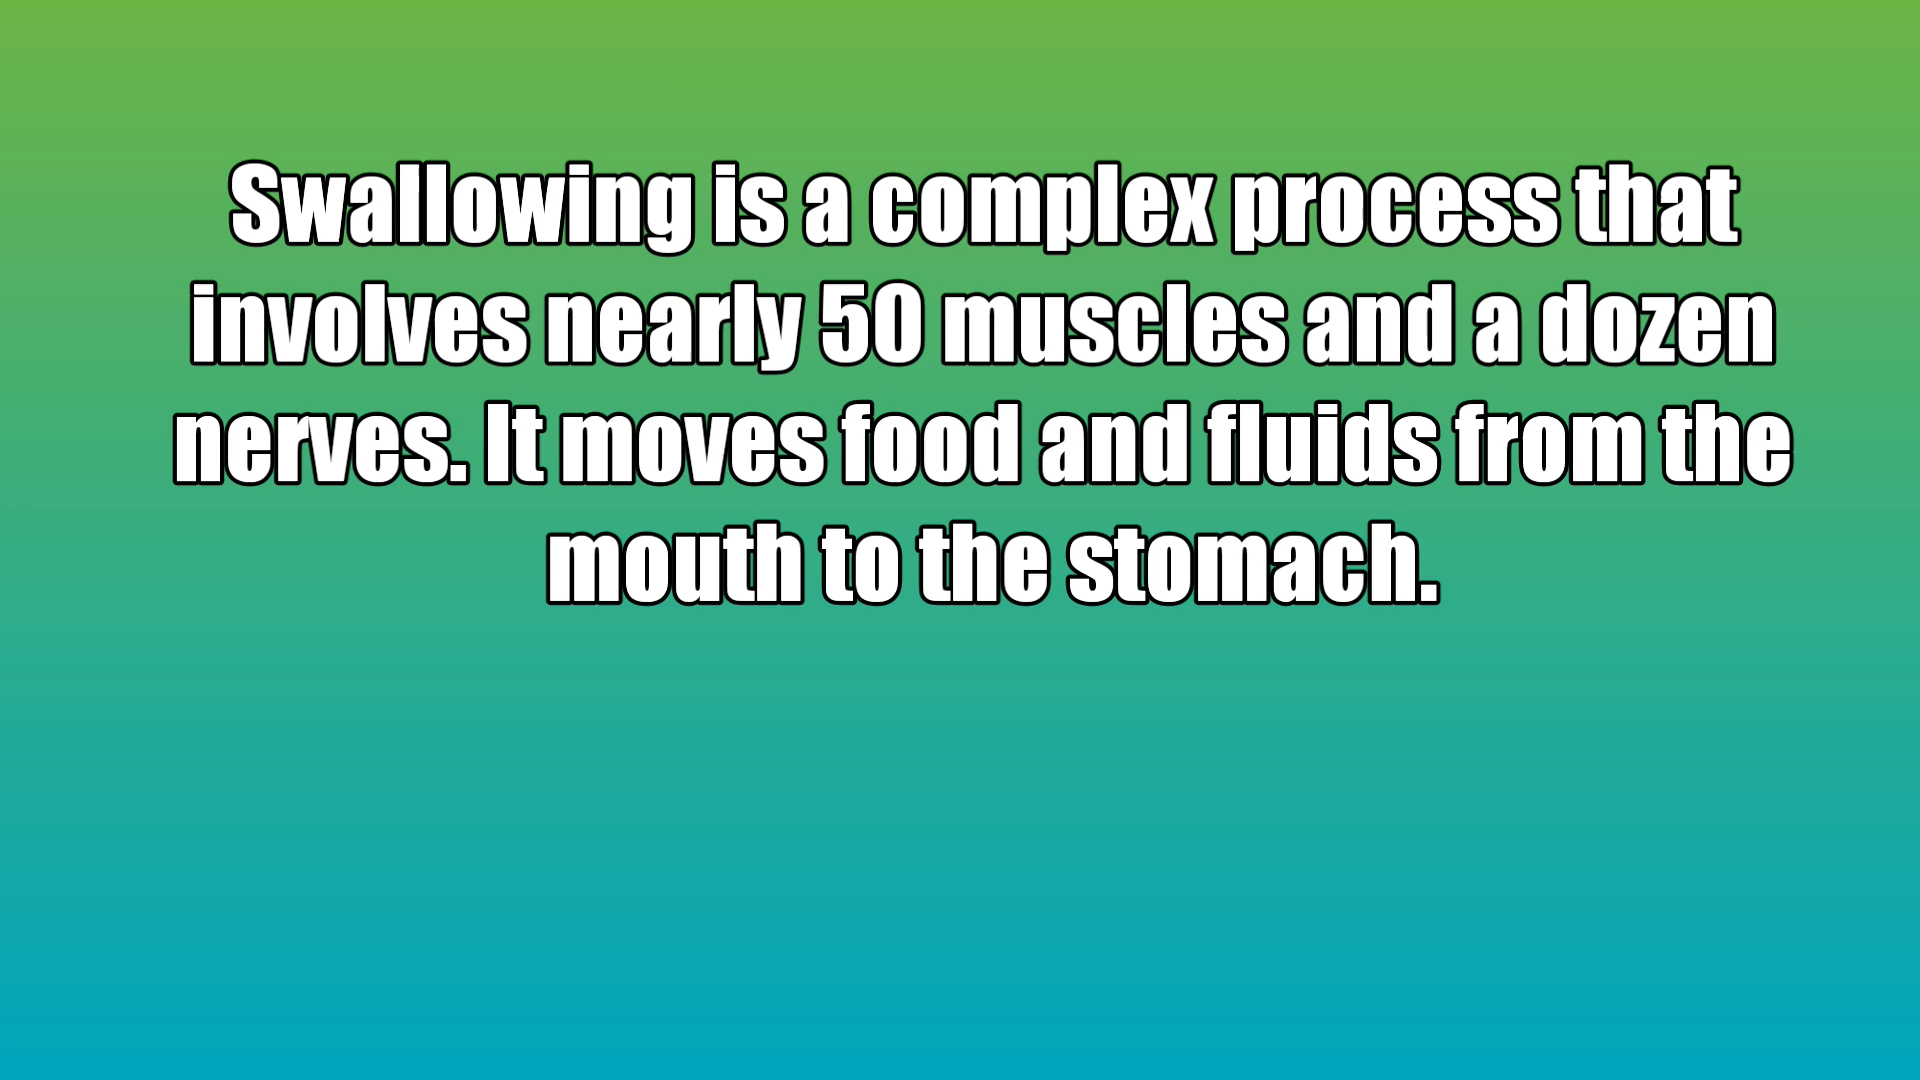 Swallowing is a complex process that
involves nearly 50 muscles and a dozen
nerves. It moves food and fluids from the
mouth to the stomach.